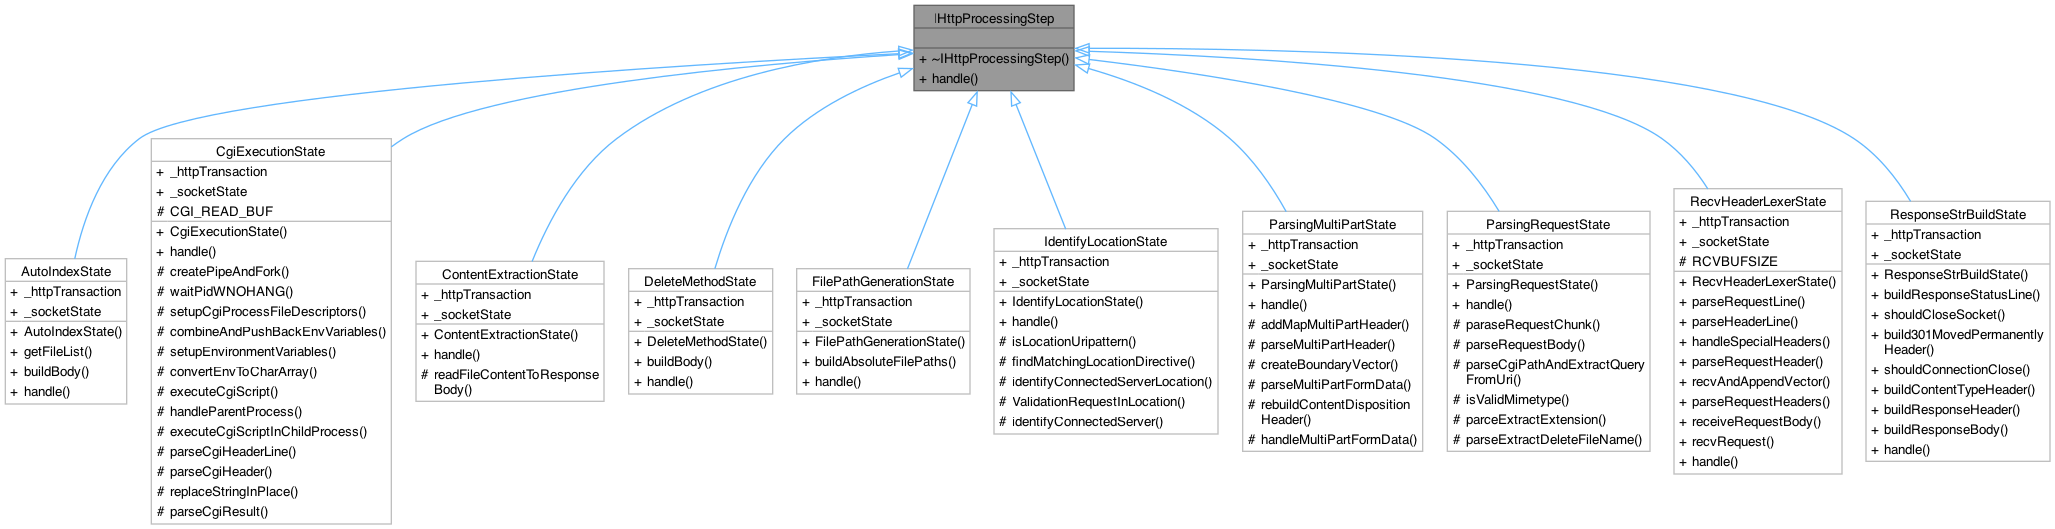 IHttpProcessingStep
+ ~IHttpProcessingStep()
+ handle()
AutoIndexState
+ _httpTransaction
+ _socketState
+ AutoIndexState()
+ getFileList()
+ buildBody()
+ handle()
CgiExecutionState
+ _httpTransaction
+ _socketState
# CGI_READ_BUF
+ CgiExecutionState()
+ handle()
# createPipeAndFork()
# waitPidWNOHANG()
# setupCgiProcessFileDescriptors()
# combineAndPushBackEnvVariables()
# setupEnvironmentVariables()
# convertEnvToCharArray()
# executeCgiScript()
# handleParentProcess()
# executeCgiScriptInChildProcess()
# parseCgiHeaderLine()
# parseCgiHeader()
# replaceStringInPlace()
# parseCgiResult()
ContentExtractionState
+ _httpTransaction
+ _socketState
+ ContentExtractionState()
+ handle()
# readFileContentToResponse
Body()
DeleteMethodState
+ _httpTransaction
+ _socketState
+ DeleteMethodState()
+ buildBody()
+ handle()
FilePathGenerationState
+ _httpTransaction
+ _socketState
+ FilePathGenerationState()
+ buildAbsoluteFilePaths()
+ handle()
IdentifyLocationState
+ _httpTransaction
+ _socketState
+ IdentifyLocationState()
+ handle()
# isLocationUripattern()
# findMatchingLocationDirective()
# identifyConnectedServerLocation()
# ValidationRequestInLocation()
# identifyConnectedServer()
ParsingMultiPartState
+ _httpTransaction
+ _socketState
+ ParsingMultiPartState()
+ handle()
# addMapMultiPartHeader()
# parseMultiPartHeader()
# createBoundaryVector()
# parseMultiPartFormData()
# rebuildContentDisposition
Header()
# handleMultiPartFormData()
ParsingRequestState
+ _httpTransaction
+ _socketState
+ ParsingRequestState()
+ handle()
# paraseRequestChunk()
# parseRequestBody()
# parseCgiPathAndExtractQuery
FromUri()
# isValidMimetype()
# parceExtractExtension()
# parseExtractDeleteFileName()
RecvHeaderLexerState
+ _httpTransaction
+ _socketState
# RCVBUFSIZE
+ RecvHeaderLexerState()
+ parseRequestLine()
+ parseHeaderLine()
+ handleSpecialHeaders()
+ parseRequestHeader()
+ recvAndAppendVector()
+ parseRequestHeaders()
+ receiveRequestBody()
+ recvRequest()
+ handle()
ResponseStrBuildState
+ _httpTransaction
+ _socketState
+ ResponseStrBuildState()
+ buildResponseStatusLine()
+ shouldCloseSocket()
+ build301MovedPermanently
Header()
+ shouldConnectionClose()
+ buildContentTypeHeader()
+ buildResponseHeader()
+ buildResponseBody()
+ handle()